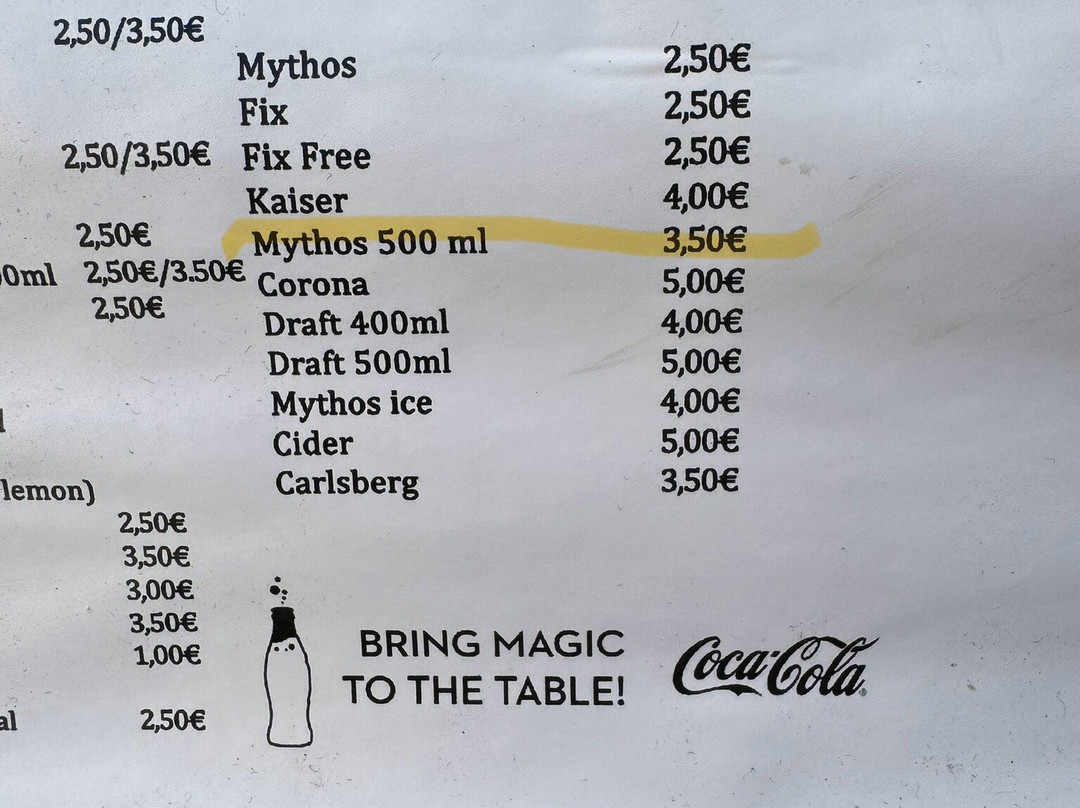 2,50/3,50€
Mythos 2,50€
Fix 2,50€
2,50/3,50€ Fix Free 2,50€
Kaiser 4,00€
2,50€ Mythos 500 ml 3,50€
0ml 2,50€/3.50€ Corona 5,00€
2,50€ Draft 400ml 4,00€
Draft 500ml 5,00€
Mythos ice 4,00€
Cider 5,00€
Carlsberg 3,50€
lemon)
2,50€
3,50€
3,00€
3,50€
1,00€
al 2,50€
BRING MAGIC
TO THE TABLE!
Coca-Cola